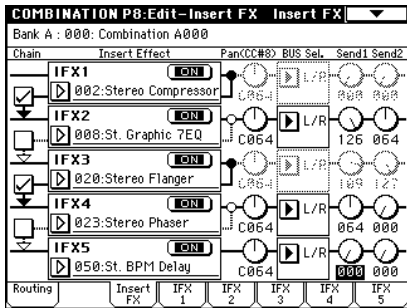 COMBINATION P8:Edit-Insert FX Insert FX
Bank A : 000: Combination A000
Chain Insert Effect Pan(CC#8) BUS Sel. Send1 Send2
IFX1 ON
002:Stereo Compressor C064 L/R 000 000
IFX2 ON
008:St. Graphic 7EQ C064 L/R 126 064
IFX3 ON
020:Stereo Flanger C064 L/R 109 127
IFX4 ON
023:Stereo Phaser C064 L/R 064 000
IFX5 ON
050:St. BPM Delay C064 L/R 000 000
Routing Insert FX IFX 1 IFX 2 IFX 3 IFX 4 IFX 5